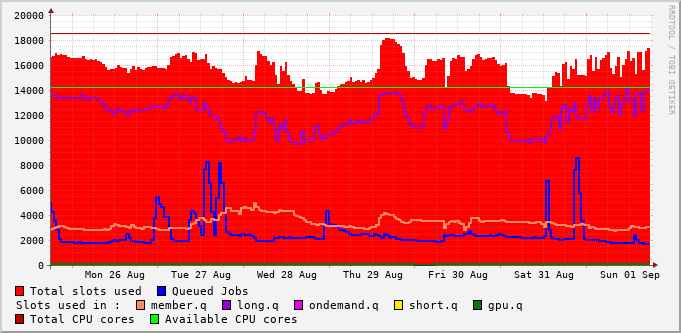 20000
18000
16000
14000
12000
10000
8000
6000
4000
2000
0
Mon 26 Aug Tue 27 Aug Wed 28 Aug Thu 29 Aug Fri 30 Aug Sat 31 Aug Sun 01 Sep
Total slots used Queued Jobs
Slots used in : member.q long.q ondemand.q short.q gpu.q
Total CPU cores Available CPU cores
RRDTOOL / TOBI OETIKER